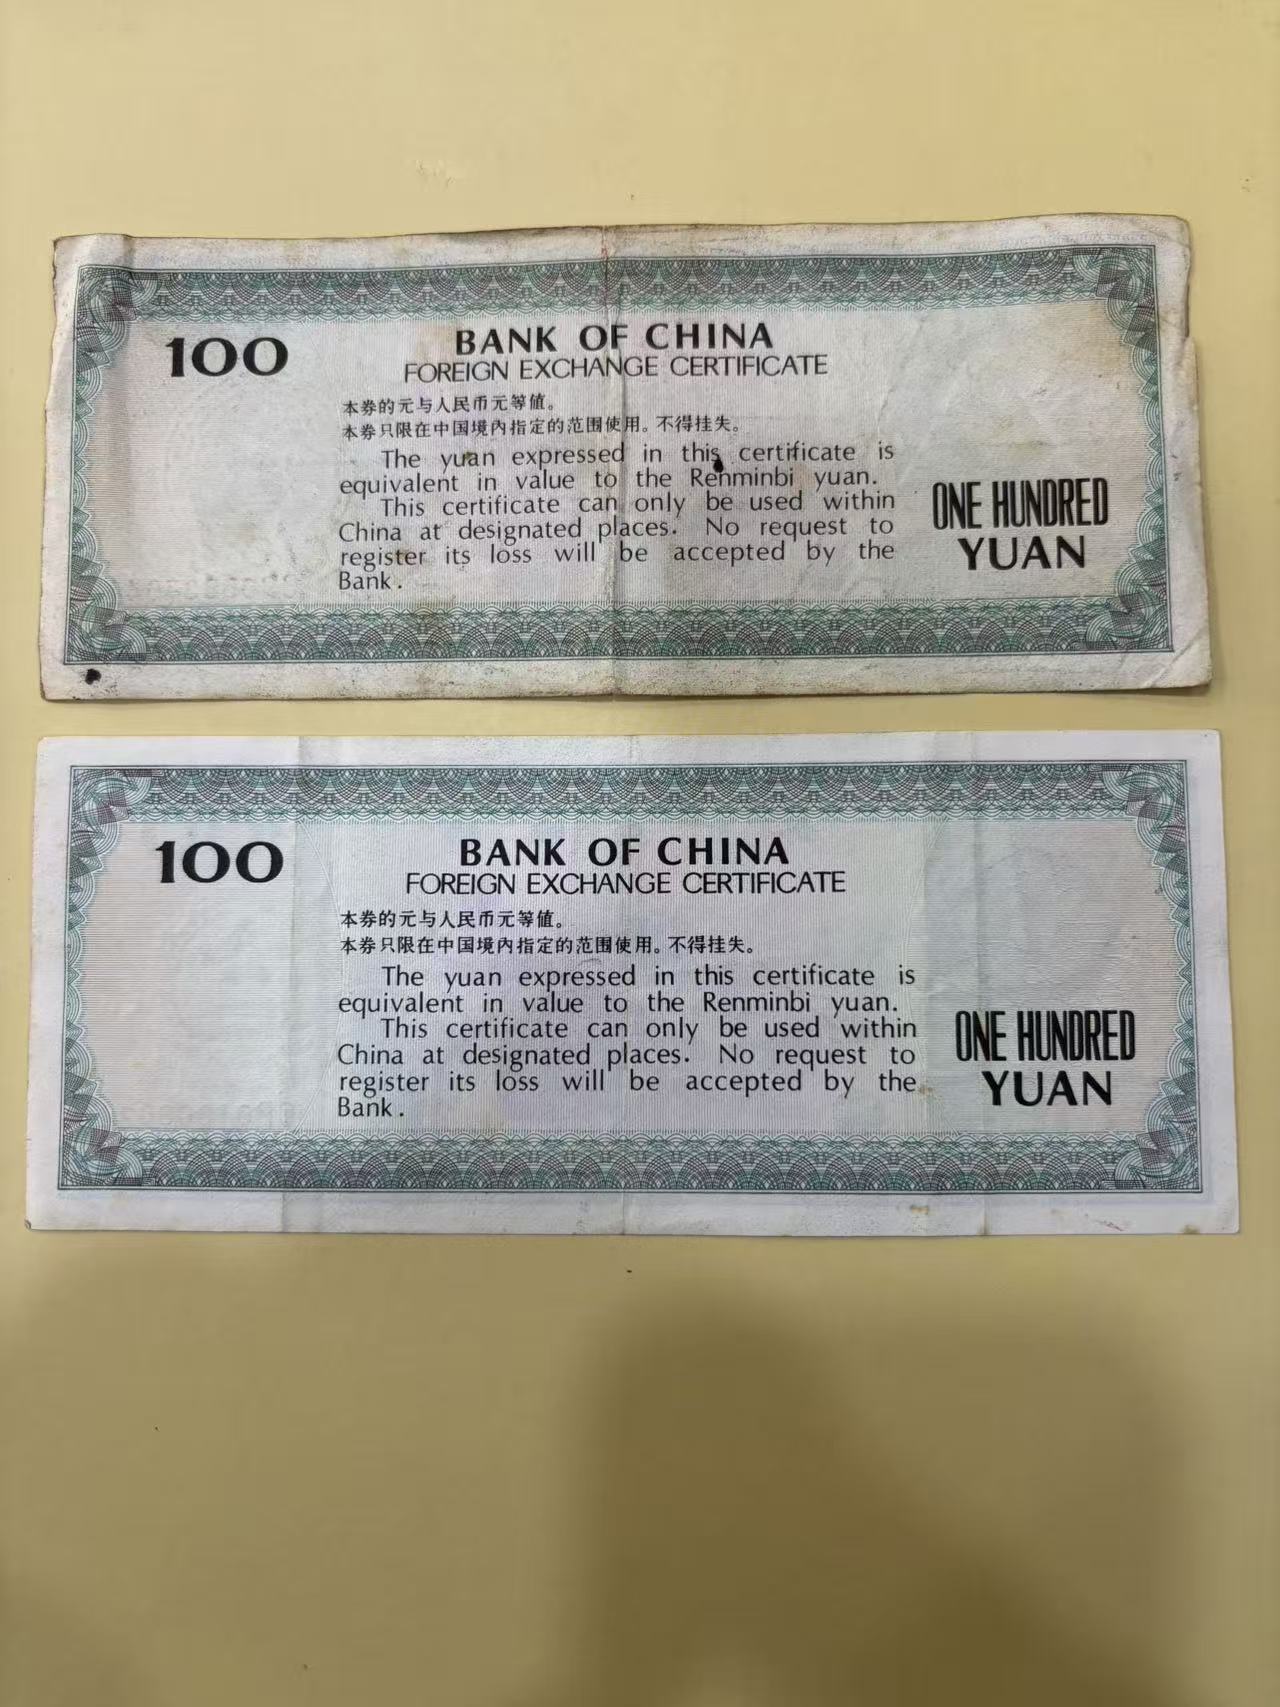 100
BANK OF CHINA
FOREIGN EXCHANGE CERTIFICATE
本券的元与人民币元等值。
本券只限在中国境内指定的范围使用。不得挂失。
The yuan expressed in this certificate is
equivalent in value to the Renminbi yuan.
This certificate can only be used within
China at designated places. No request to
register its loss will be accepted by the
Bank.
ONE HUNDRED
YUAN
100
BANK OF CHINA
FOREIGN EXCHANGE CERTIFICATE
本券的元与人民币元等值。
本券只限在中国境内指定的范围使用。不得挂失。
The yuan expressed in this certificate is
equivalent in value to the Renminbi yuan.
This certificate can only be used within
China at designated places. No request to
register its loss will be accepted by the
Bank.
ONE HUNDRED
YUAN